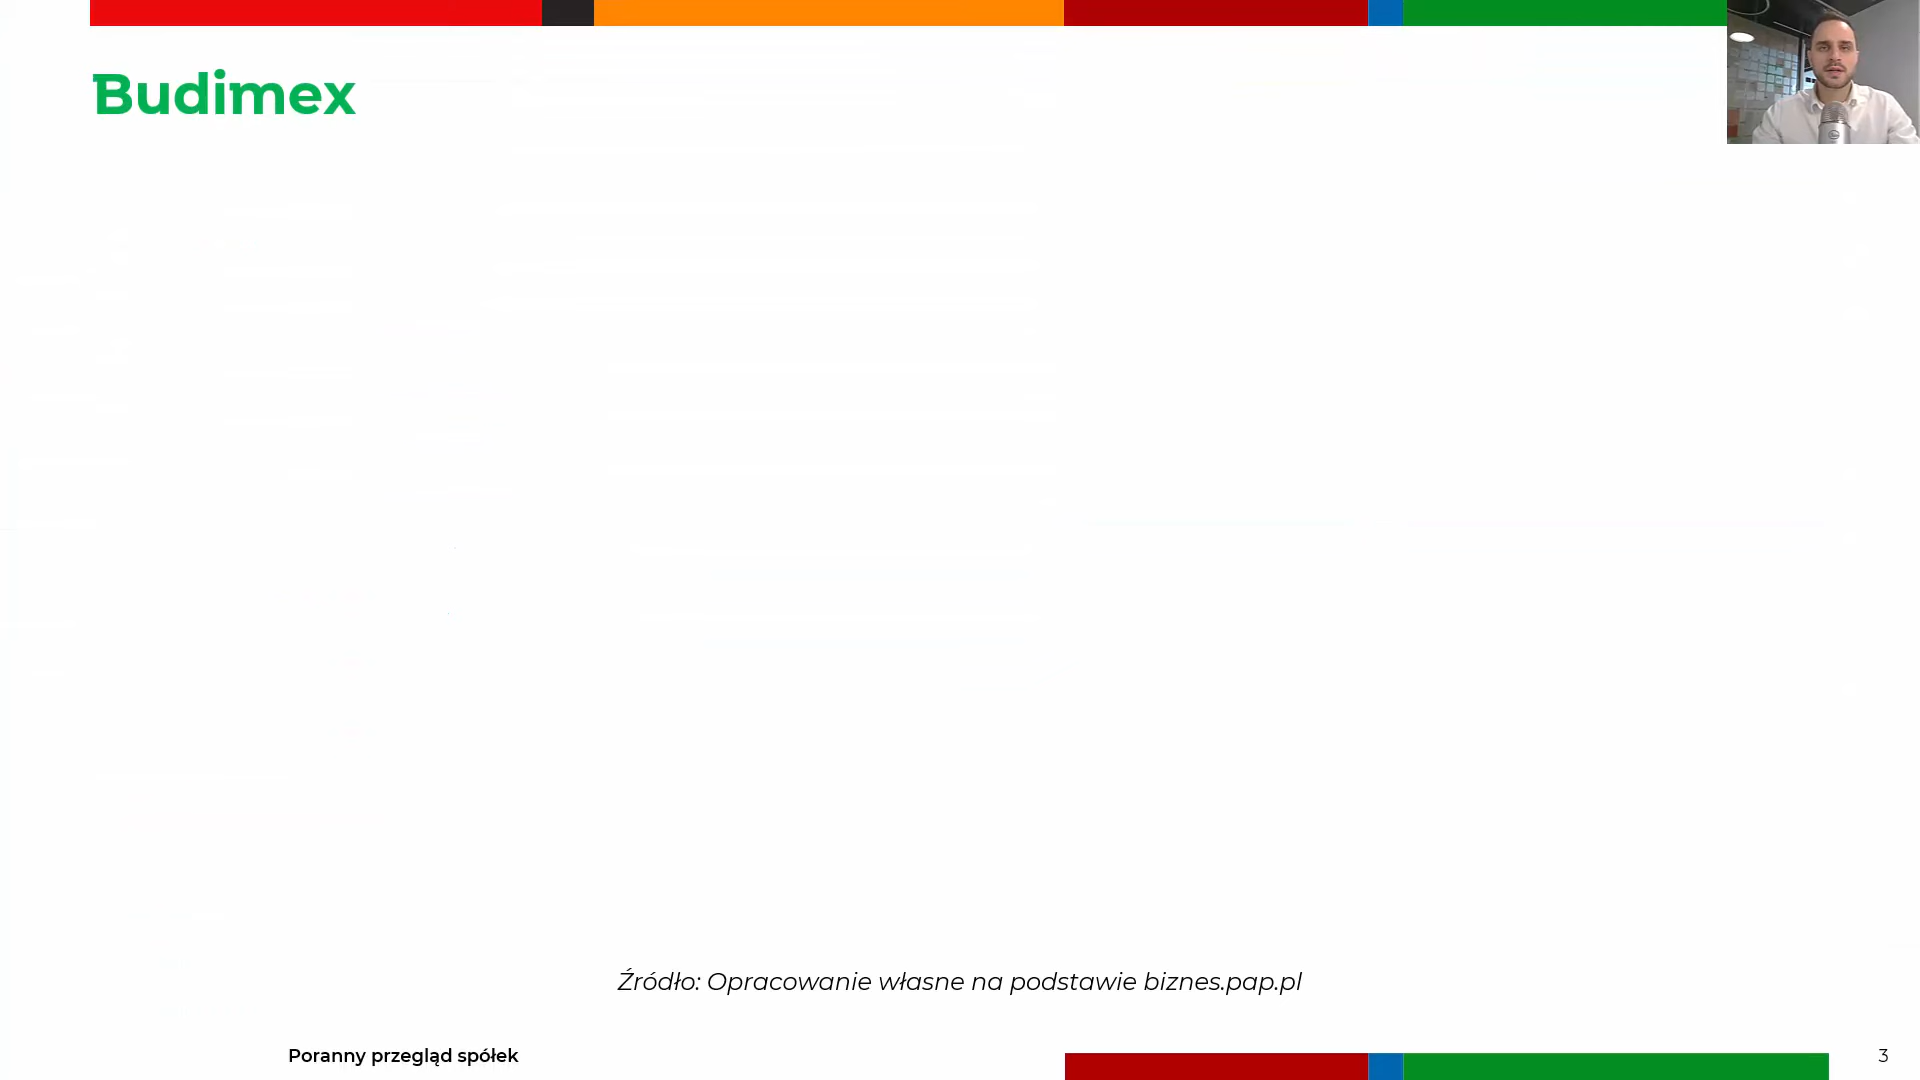 Budimex
Źródło: Opracowanie własne na podstawie biznes.pap.pl
Poranny przegląd spółek
3